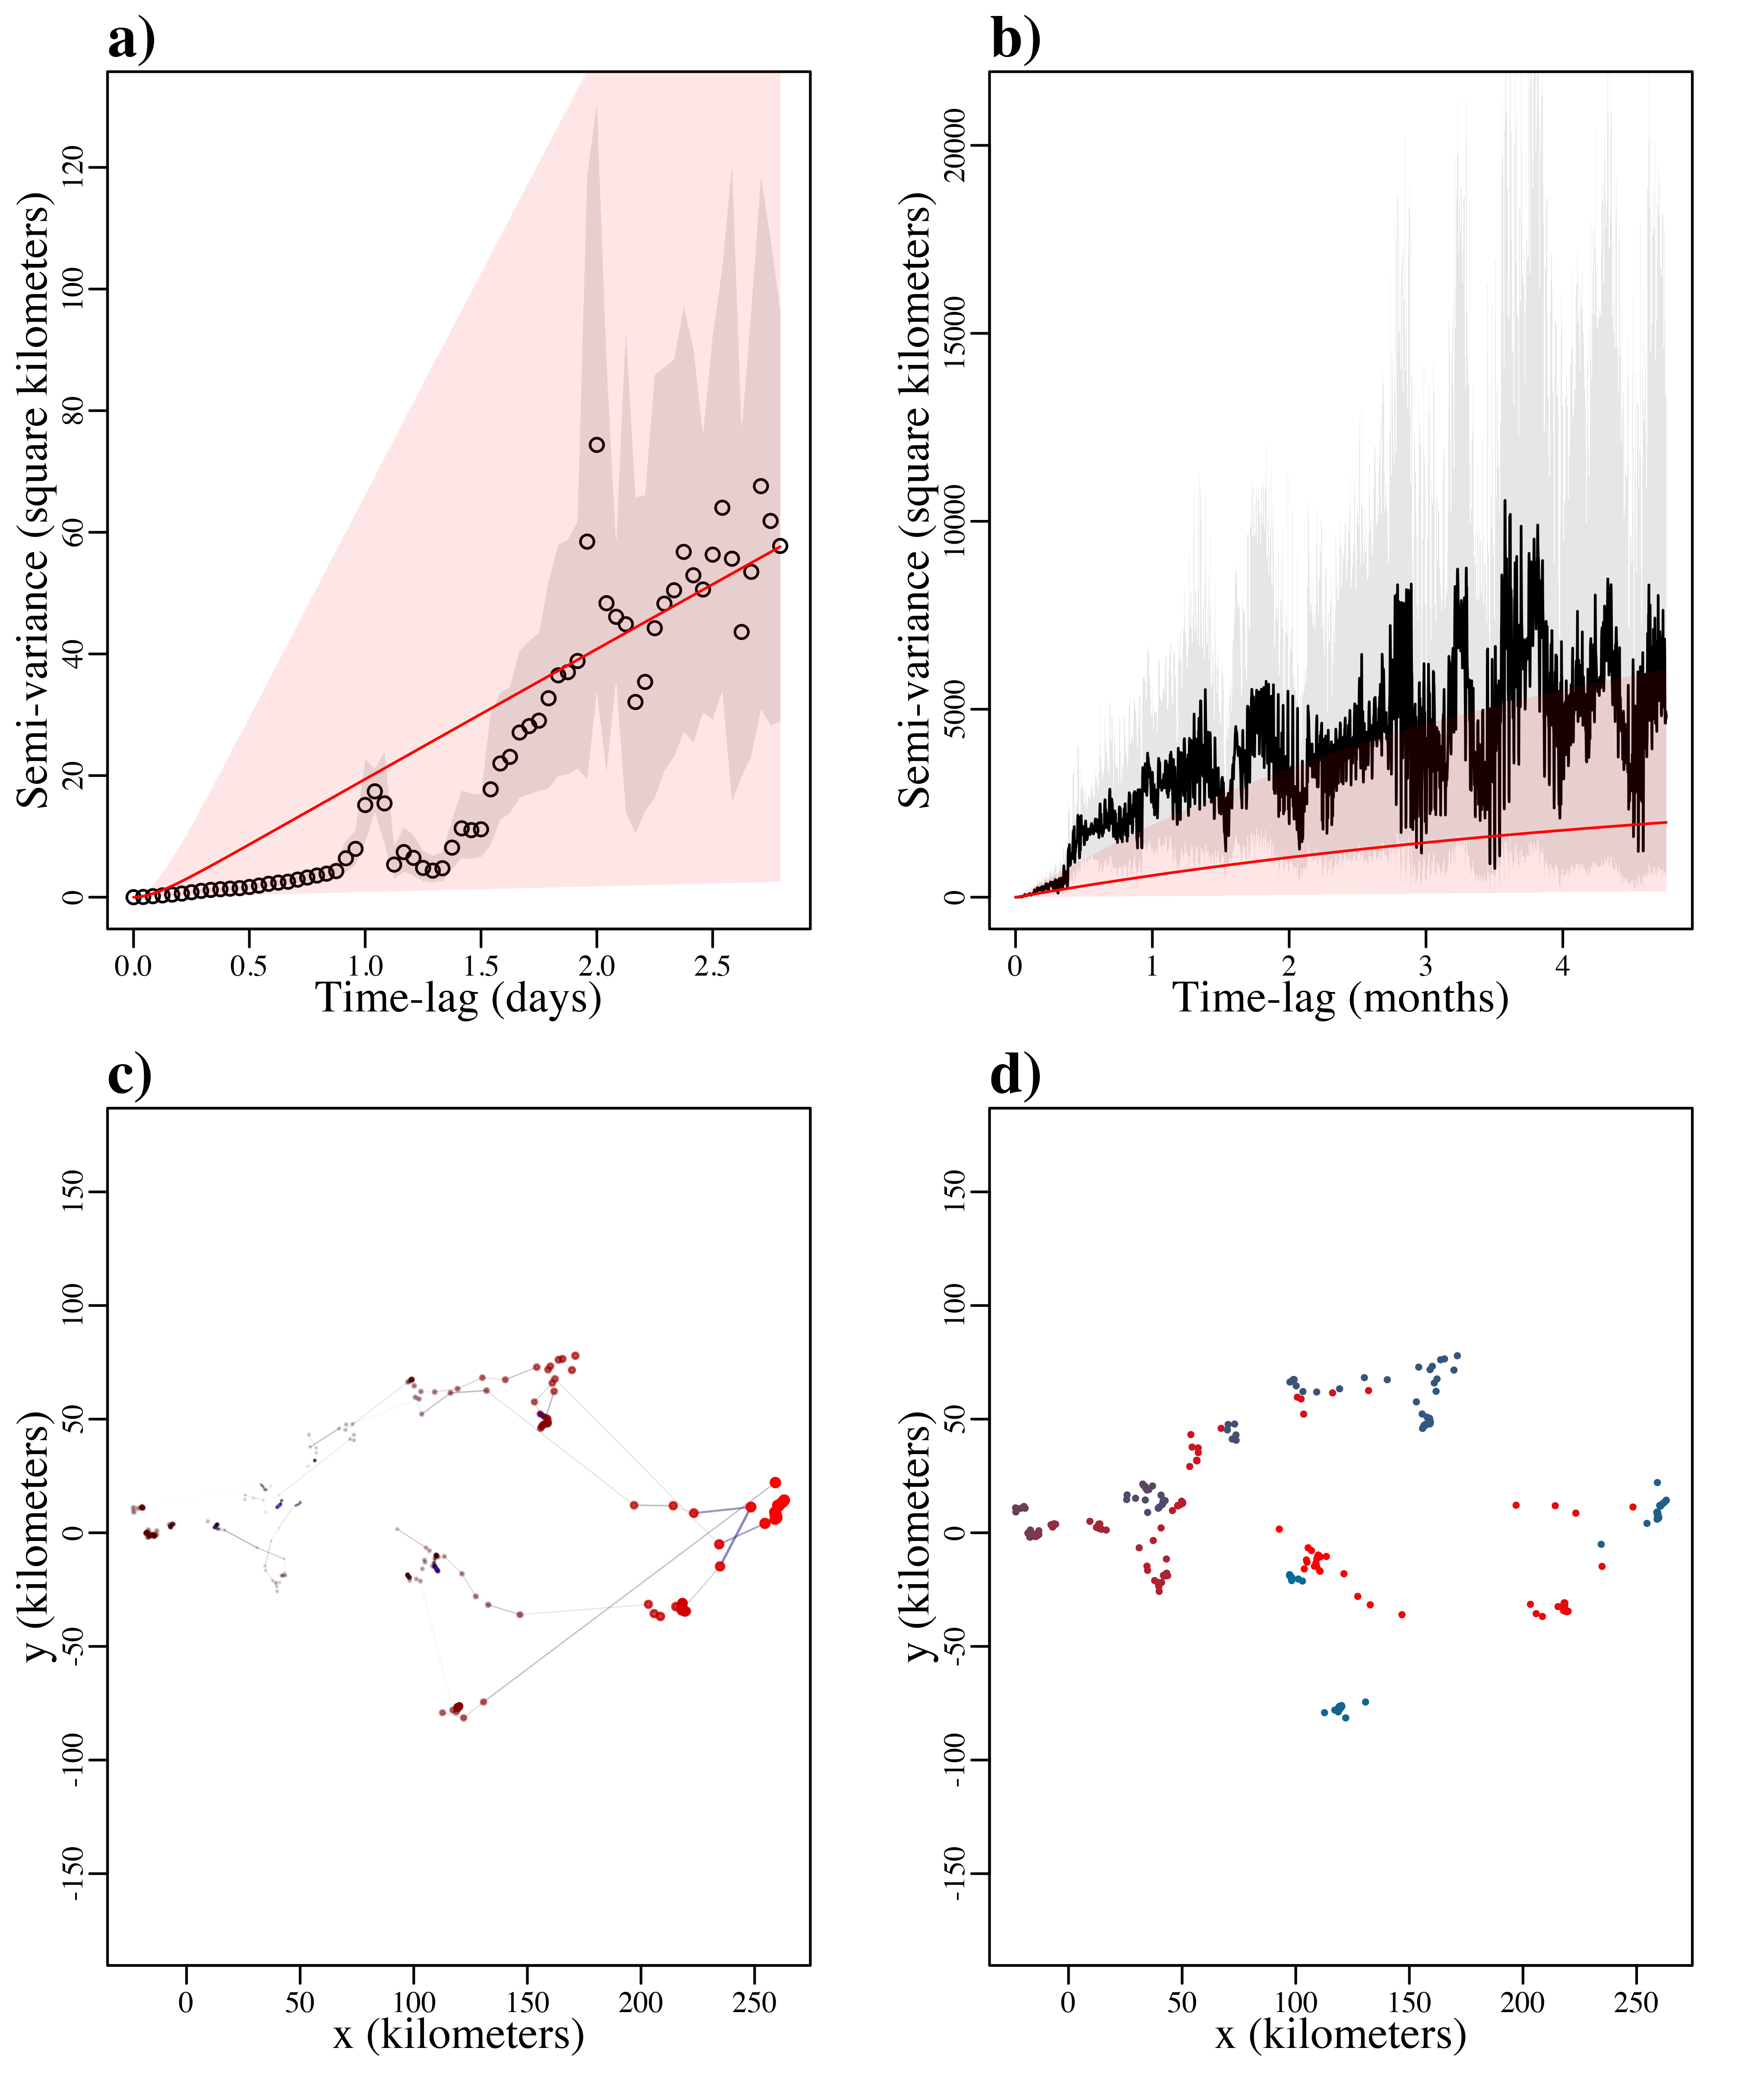 a)
Semi-variance (square kilometers)
0 20 40 60 80 100 120
0.0 0.5 1.0 1.5 2.0 2.5
Time-lag (days)
b)
Semi-variance (square kilometers)
0 5000 10000 15000 20000
0 1 2 3 4
Time-lag (months)
c)
y (kilometers)
-150 -100 -50 0 50 100 150
0 50 100 150 200 250
x (kilometers)
d)
y (kilometers)
-150 -100 -50 0 50 100 150
0 50 100 150 200 250
x (kilometers)